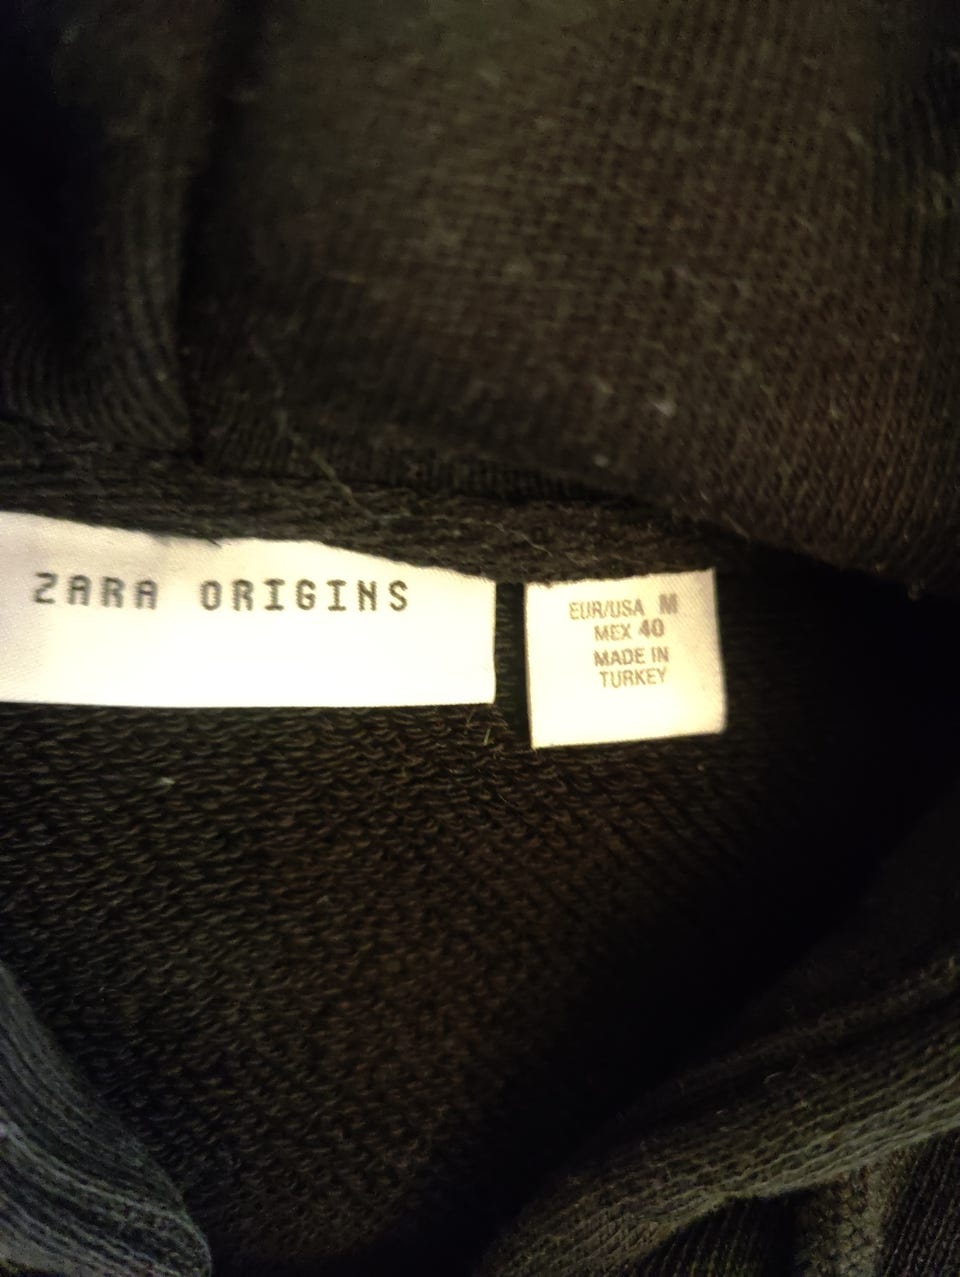 ZARA ORIGINS
EUR/USA M
MEX 40
MADE IN
TURKEY